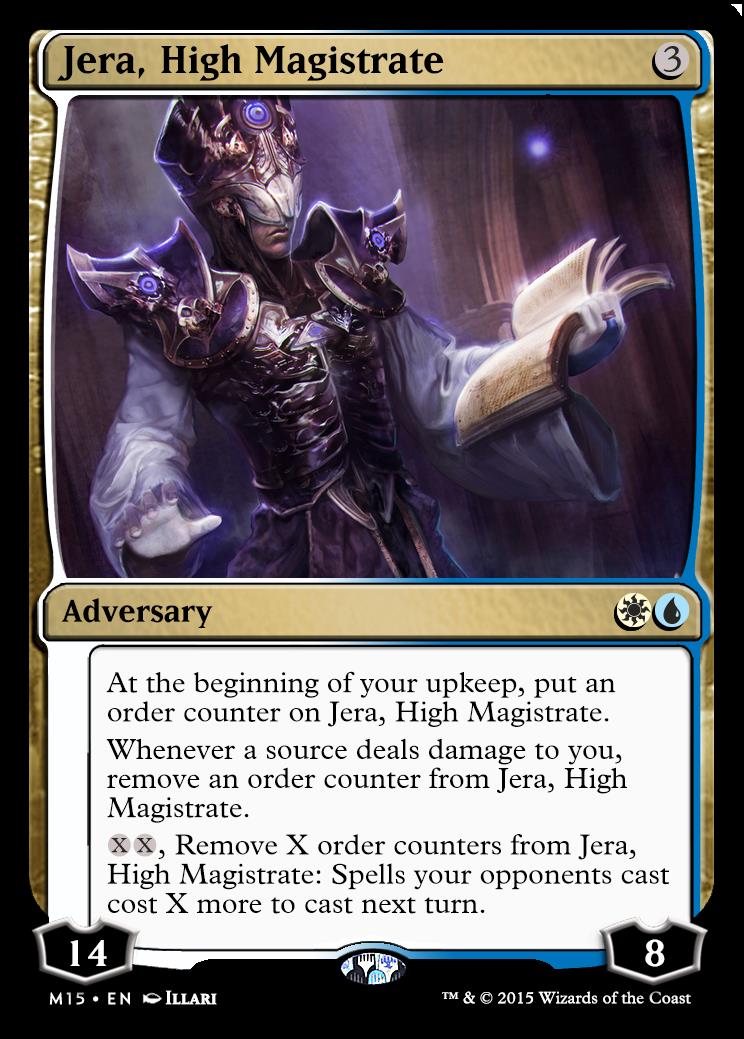 Jera, High Magistrate 3
Adversary
At the beginning of your upkeep, put an
order counter on Jera, High Magistrate.
Whenever a source deals damage to you,
remove an order counter from Jera, High
Magistrate.
XX, Remove X order counters from Jera,
High Magistrate: Spells your opponents cast
cost X more to cast next turn.
14 8
M15 • EN ILLARI ™ & © 2015 Wizards of the Coast